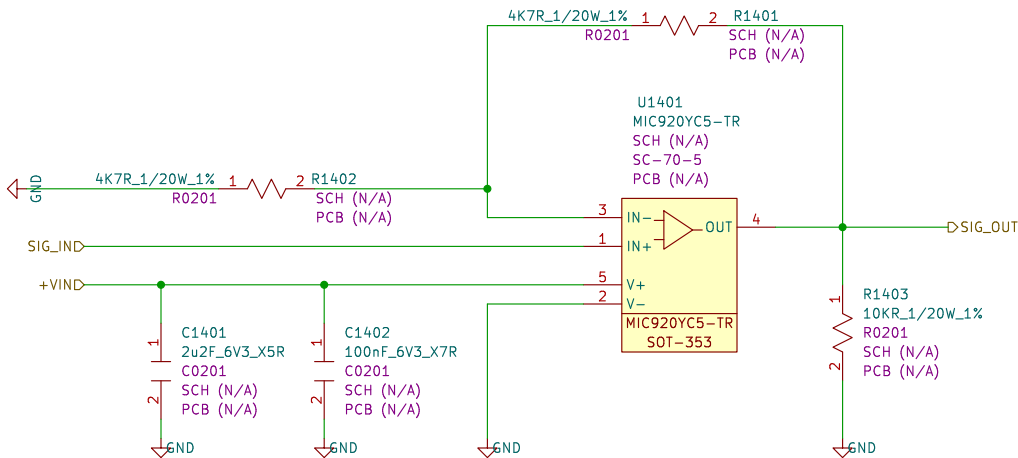 4K7R_1/20W_1% 1 2 R1401
R0201 SCH (N/A)
PCB (N/A)
U1401
MIC920YC5-TR
SCH (N/A)
SC-70-5
PCB (N/A)
GND 4K7R_1/20W_1% 1 2 R1402
R0201 SCH (N/A)
PCB (N/A)
3 IN- OUT 4
SIG_IN 1 IN+ SIG_OUT
+VIN 5 V+
2 V-
MIC920YC5-TR
SOT-353
1 R1403
10KR_1/20W_1%
R0201
SCH (N/A)
2 PCB (N/A)
1 C1401
2u2F_6V3_X5R
C0201
SCH (N/A)
2 PCB (N/A)
1 C1402
100nF_6V3_X7R
C0201
SCH (N/A)
2 PCB (N/A)
GND GND GND GND